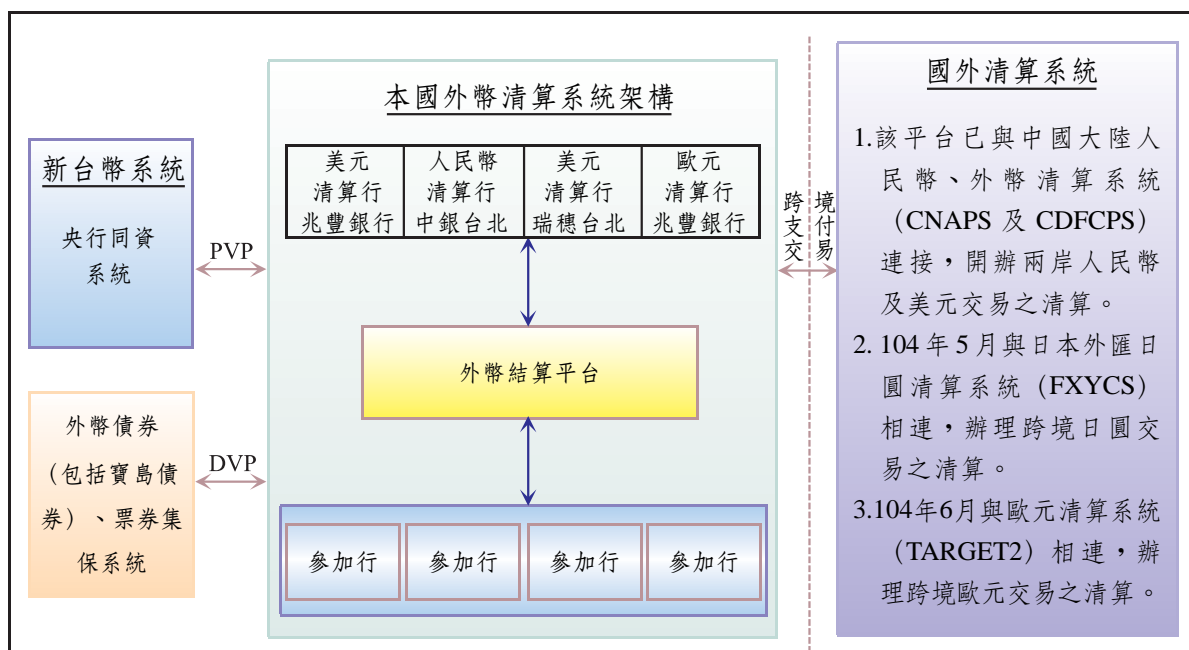 新台幣系統
央行同資
系統
外幣債券
（包括寶島債
券）、票券集
保系統
PVP
DVP
本國外幣清算系統架構
美元
清算行
兆豐銀行
人民幣
清算行
中銀台北
美元
清算行
瑞穗台北
歐元
清算行
兆豐銀行
外幣結算平台
參加行
參加行
參加行
參加行
跨境
支付
交易
國外清算系統
1.該平台已與中國大陸人
民幣、外幣清算系統
（CNAPS 及 CDFCPS）
連接，開辦兩岸人民幣
及美元交易之清算。
2. 104 年 5 月與日本外匯日
圓清算系統（FXYCS）
相連，辦理跨境日圓交
易之清算。
3.104年6月與歐元清算系統
（TARGET2）相連，辦
理跨境歐元交易之清算。